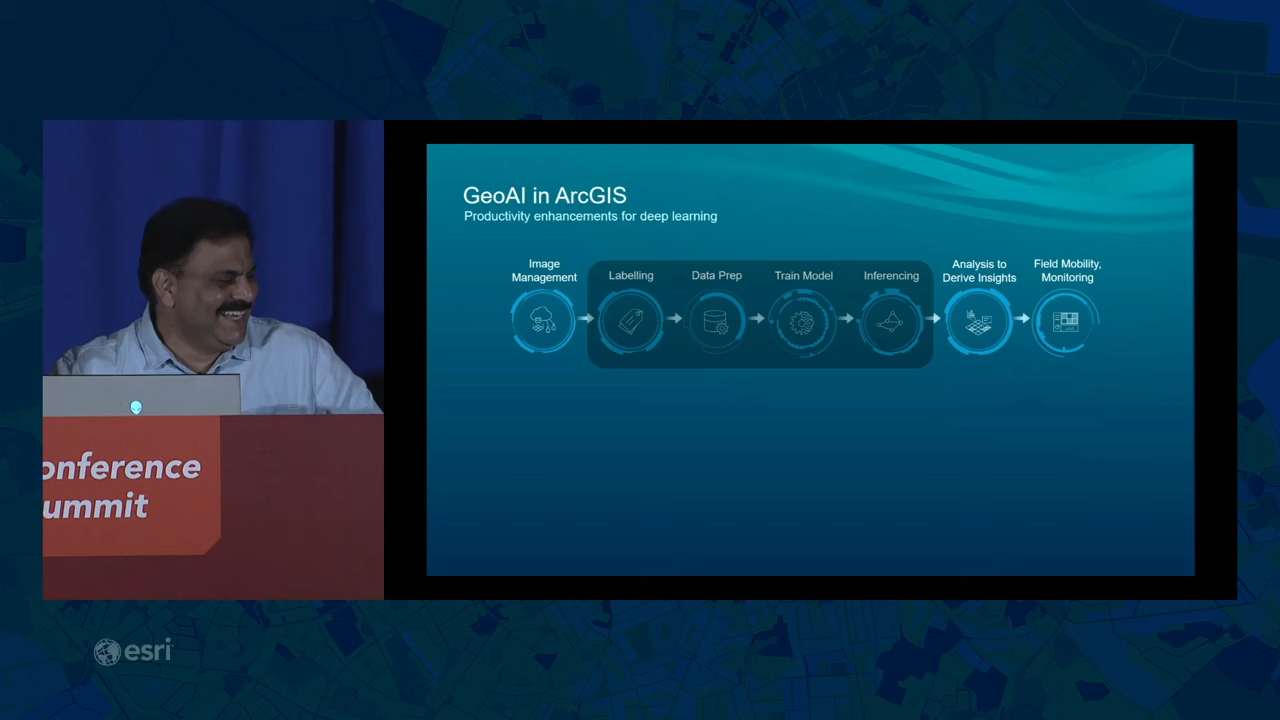 GeoAI in ArcGIS
Productivity enhancements for deep learning
Image
Management
Labelling
Data Prep
Train Model
Inferencing
Analysis to
Derive Insights
Field Mobility,
Monitoring
onference
ummit
esri